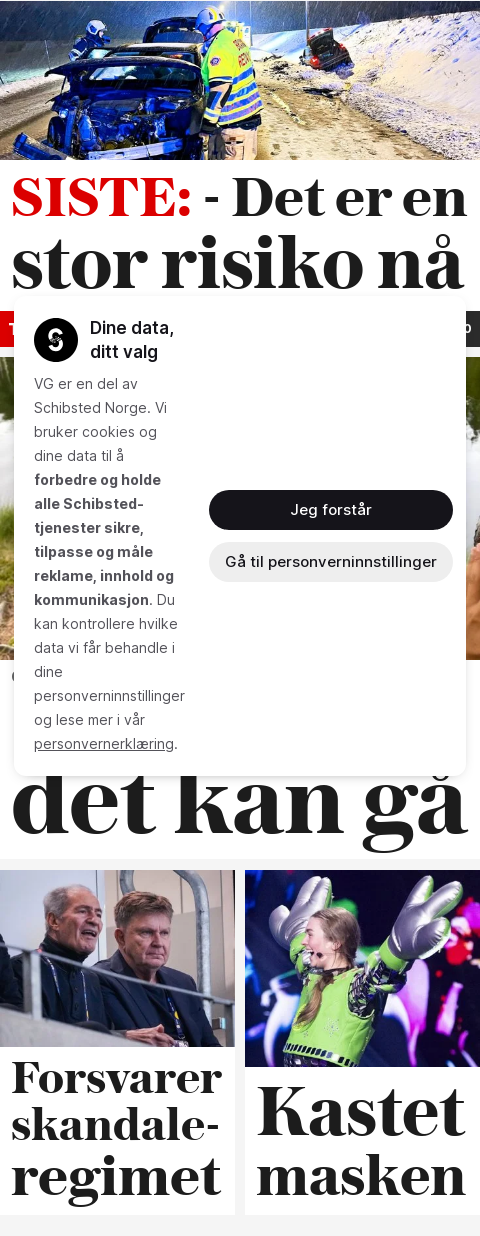 SISTE: - Det er en
stor risiko nå
Dine data,
ditt valg
VG er en del av
Schibsted Norge. Vi
bruker cookies og
dine data til å
forbedre og holde
alle Schibsted-
tjenester sikre,
tilpasse og måle
reklame, innhold og
kommunikasjon. Du
kan kontrollere hvilke
data vi får behandle i
dine
personverninnstillinger
og lese mer i vår
personvernerklæring.
Jeg forstår
Gå til personverninnstillinger
det kan gå
Forsvarer
skandale-
regimet
Kastet
masken